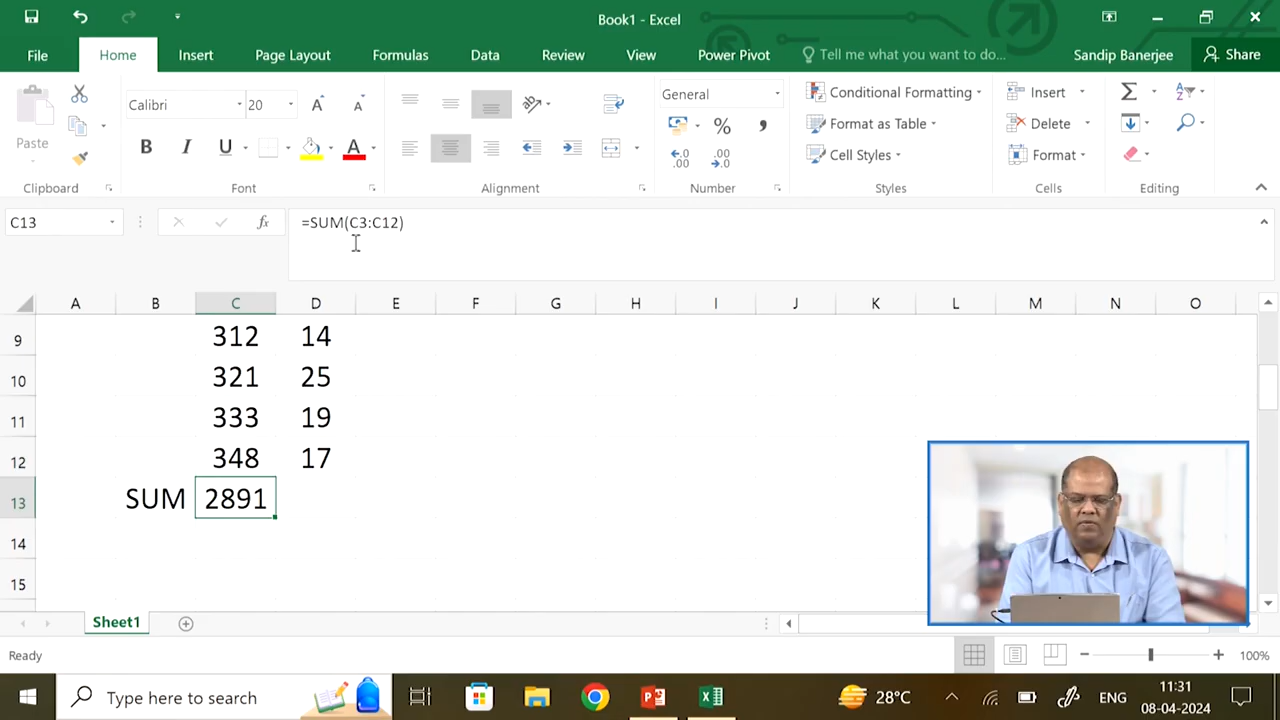 Book1 - Excel
File Home Insert Page Layout Formulas Data Review View Power Pivot Tell me what you want to do... Sandip Banerjee Share
Paste
Clipboard
Calibri 20
B I U A
Font
Alignment
General
% ,
Number
Conditional Formatting
Format as Table
Cell Styles
Styles
Insert
Delete
Format
Cells
Editing
C13 fx =SUM(C3:C12)
A B C D E F G H I J K L M N O
9 312 14
10 321 25
11 333 19
12 348 17
13 SUM 2891
14
15
Sheet1
Ready 100%
Type here to search 28°C ENG 11:31
08-04-2024